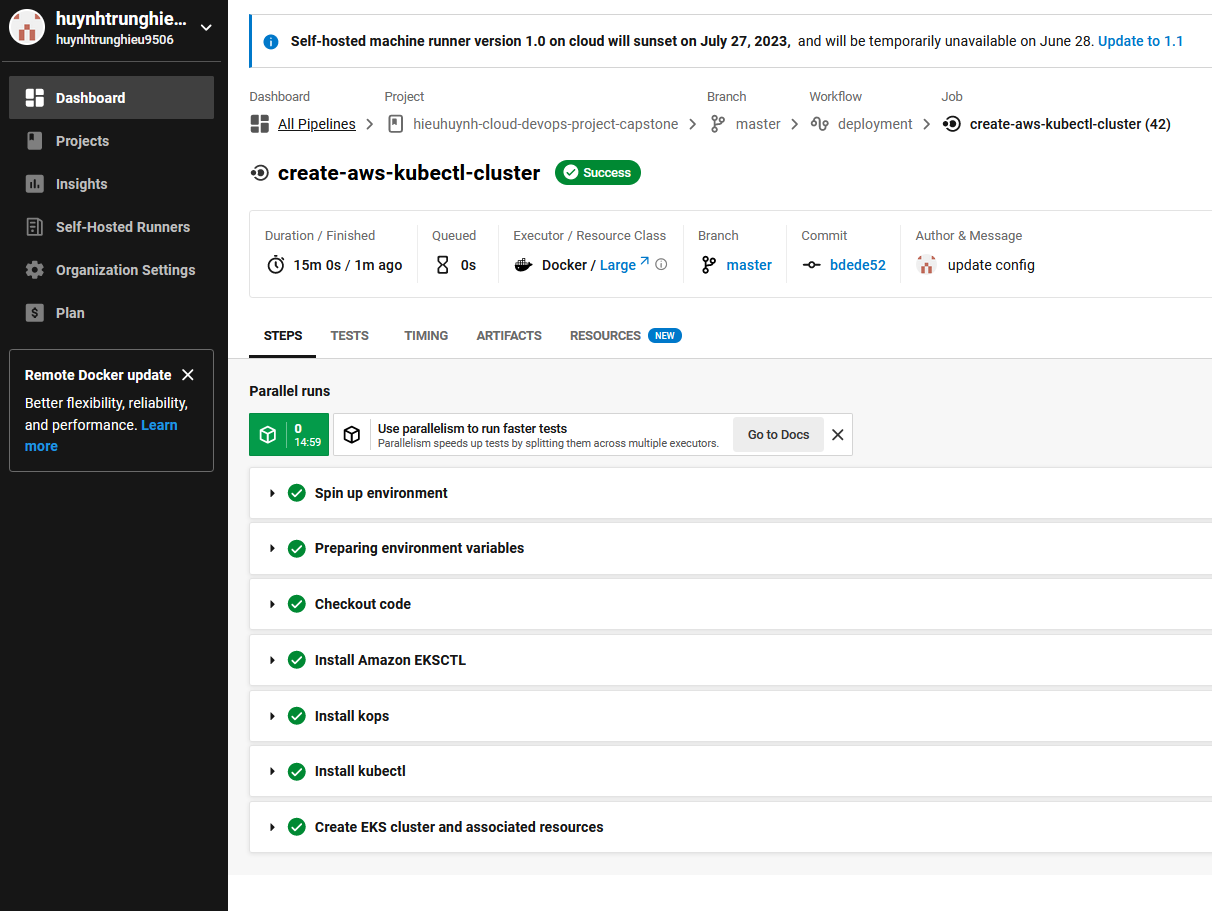 huynhtrunghie...
huynhtrunghieu9506
Dashboard
Projects
Insights
Self-Hosted Runners
Organization Settings
$ Plan
Remote Docker update
Better flexibility, reliability,
and performance. Learn
more
Self-hosted machine runner version 1.0 on cloud will sunset on July 27, 2023, and will be temporarily unavailable on June 28. Update to 1.1
Dashboard Project Branch Workflow Job
All Pipelines hieuhuynh-cloud-devops-project-capstone master deployment create-aws-kubectl-cluster (42)
create-aws-kubectl-cluster Success
Duration / Finished Queued Executor / Resource Class Branch Commit Author & Message
15m 0s / 1m ago 0s Docker / Large master bdede52 update config
STEPS TESTS TIMING ARTIFACTS RESOURCES NEW
Parallel runs
0
14:59
Use parallelism to run faster tests
Parallelism speeds up tests by splitting them across multiple executors.
Go to Docs
Spin up environment
Preparing environment variables
Checkout code
Install Amazon EKSCTL
Install kops
Install kubectl
Create EKS cluster and associated resources